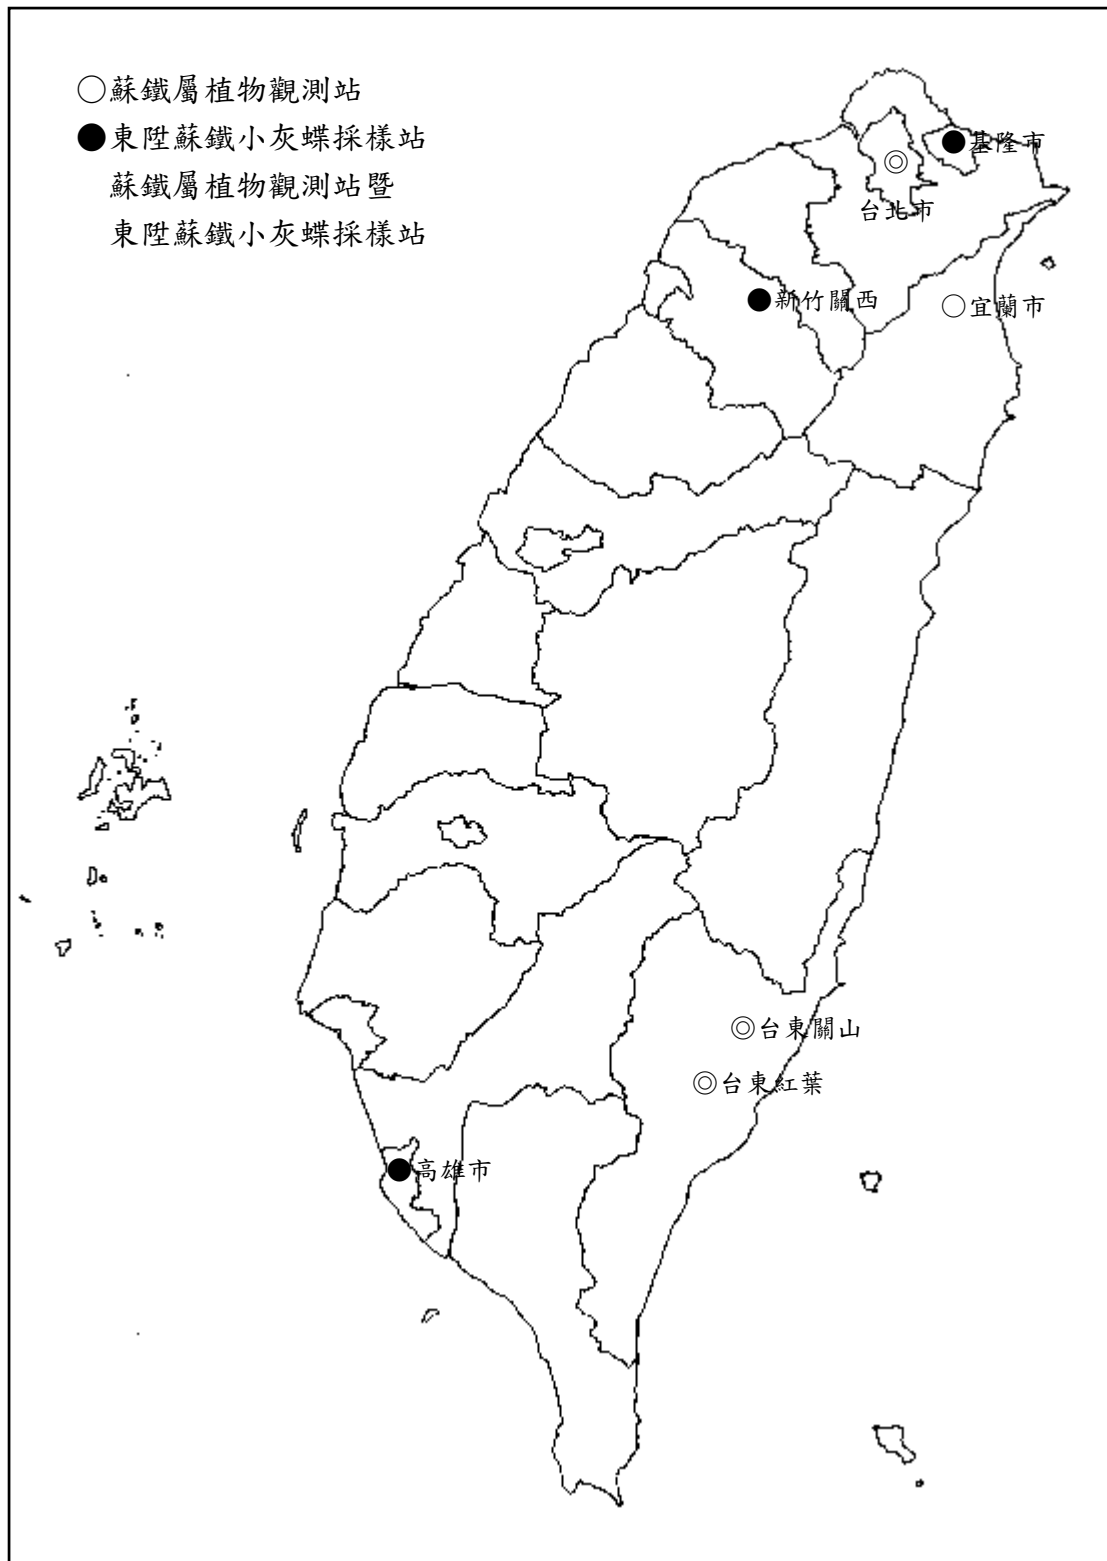 ○蘇鐵屬植物觀測站
●東陞蘇鐵小灰蝶採樣站
蘇鐵屬植物觀測站暨
東陞蘇鐵小灰蝶採樣站
●基隆市
◎
台北市
●新竹關西
○宜蘭市
◎台東關山
◎台東紅葉
●高雄市